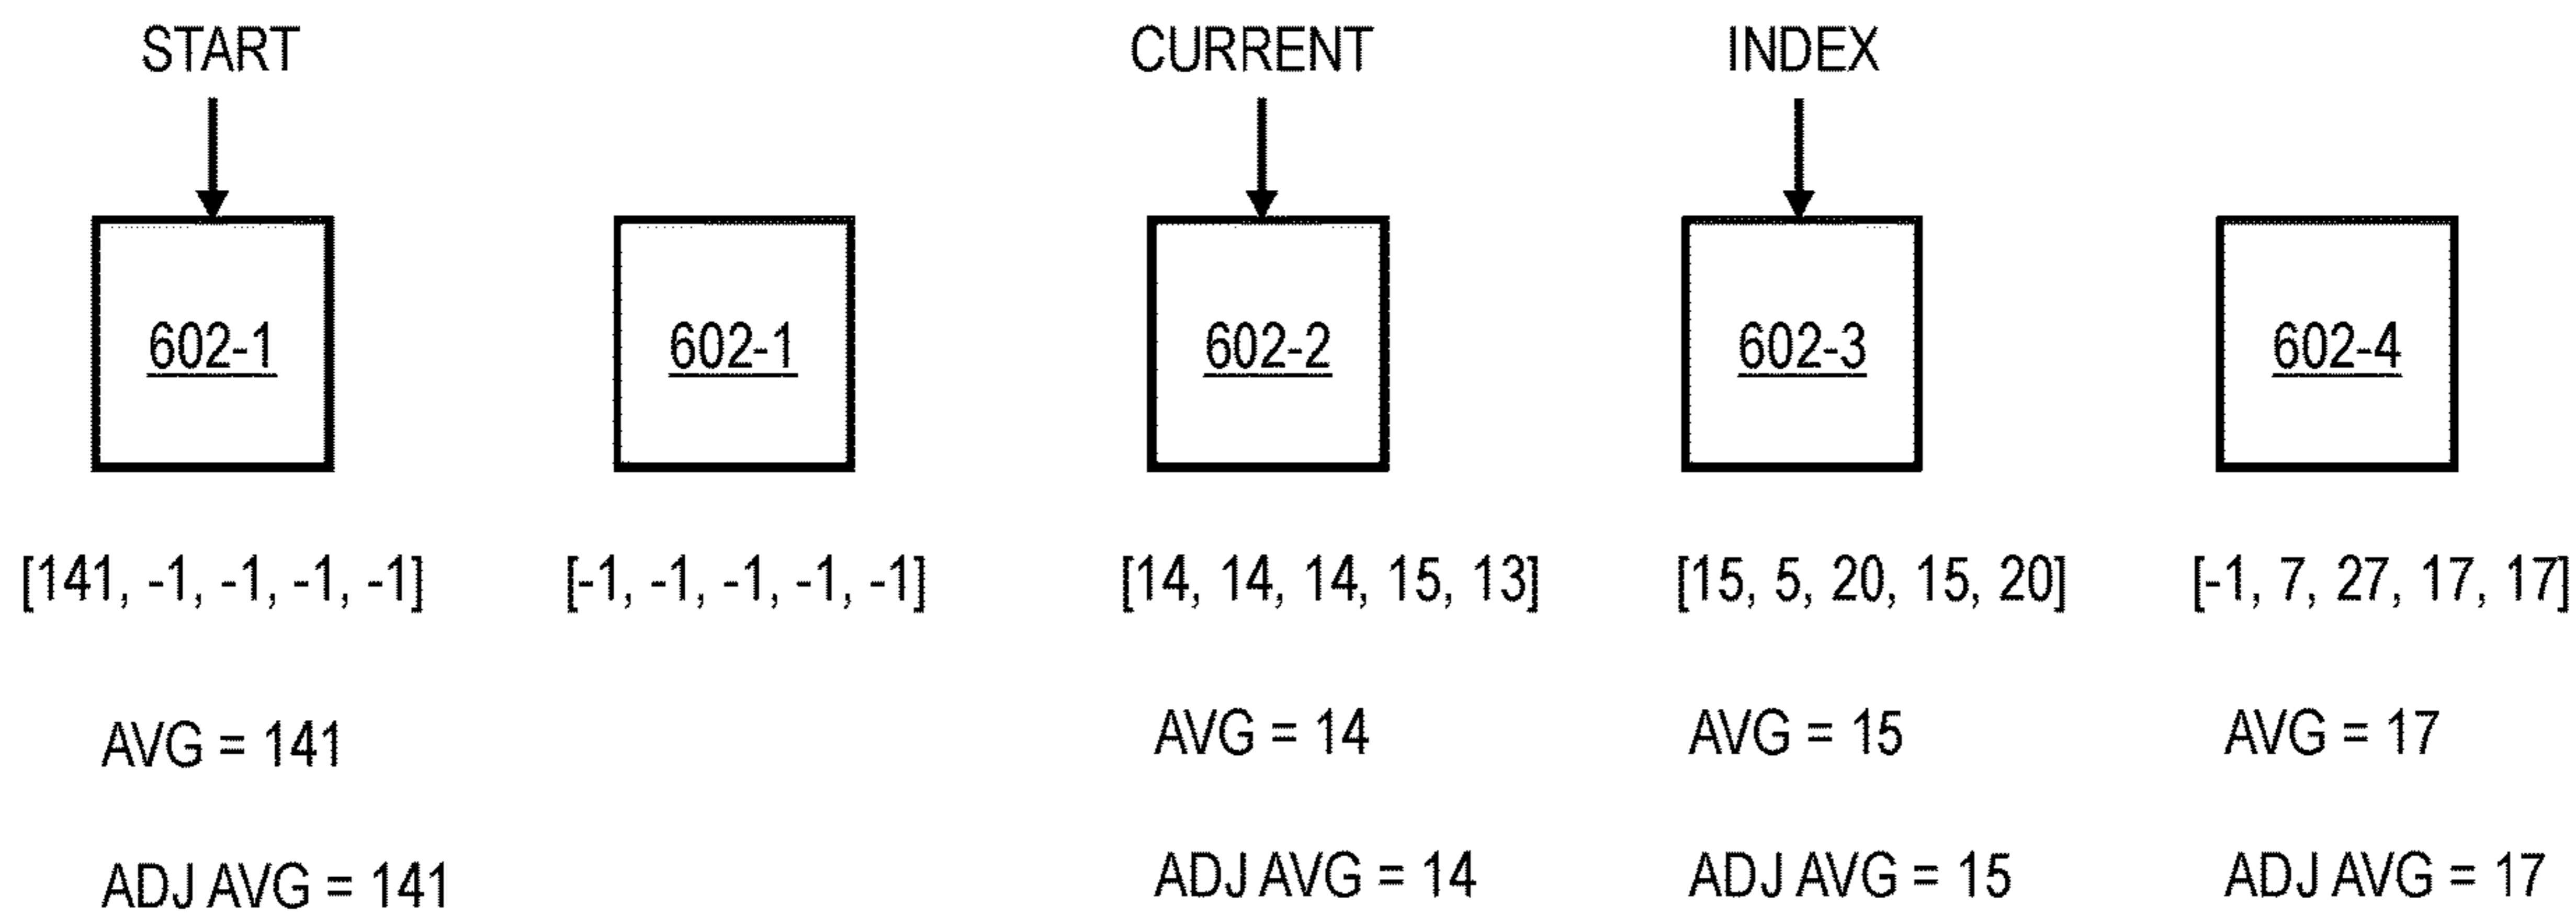 START CURRENT INDEX
602-1 602-1 602-2 602-3 602-4
[141, -1, -1, -1, -1] [-1, -1, -1, -1, -1] [14, 14, 14, 15, 13] [15, 5, 20, 15, 20] [-1, 7, 27, 17, 17]
AVG = 141 AVG = 14 AVG = 15 AVG = 17
ADJ AVG = 141 ADJ AVG = 14 ADJ AVG = 15 ADJ AVG = 17